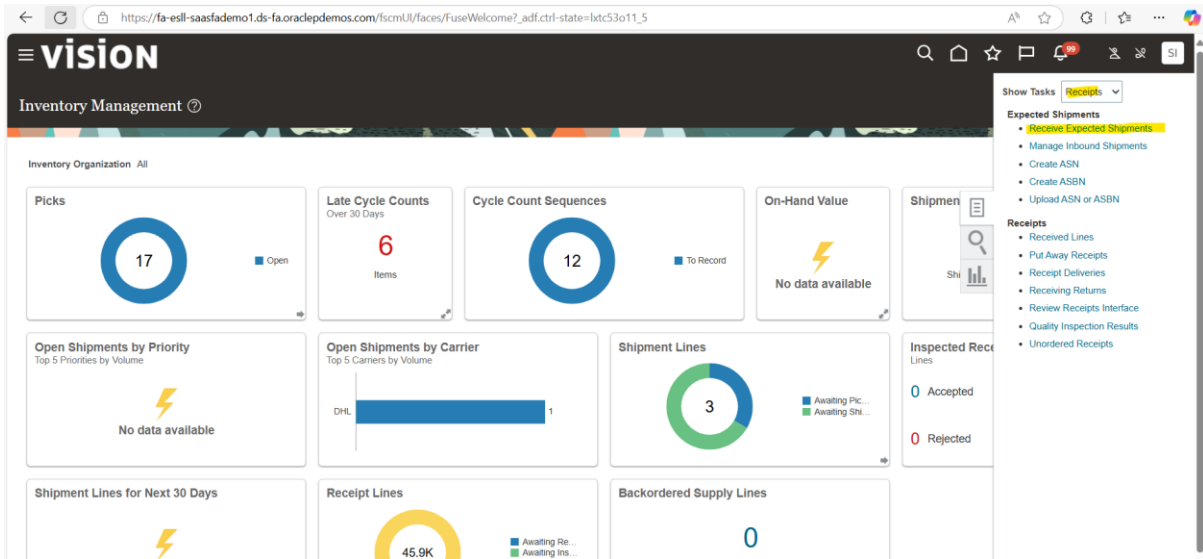 https://fa-esll-saasfademo1.ds-fa.oraclepdemos.com/fscmUI/faces/FuseWelcome?_adf.ctrl-state=lxtc53o11_5
VISION
99
SI
Inventory Management
Show Tasks Receipts
Expected Shipments
Receive Expected Shipments
Manage Inbound Shipments
Create ASN
Create ASBN
Upload ASN or ASBN
Receipts
Received Lines
Put Away Receipts
Receipt Deliveries
Receiving Returns
Review Receipts Interface
Quality Inspection Results
Unordered Receipts
Inventory Organization All
Picks
17
Open
Late Cycle Counts
Over 30 Days
6
Items
Cycle Count Sequences
12
To Record
On-Hand Value
No data available
Shipmen
Shi
Open Shipments by Priority
Top 5 Priorities by Volume
No data available
Open Shipments by Carrier
Top 5 Carriers by Volume
DHL
1
Shipment Lines
3
Awaiting Pic...
Awaiting Shi...
Inspected Rece
Lines
0 Accepted
0 Rejected
Shipment Lines for Next 30 Days
Receipt Lines
45.9K
Awaiting Re...
Awaiting Ins...
Backordered Supply Lines
0